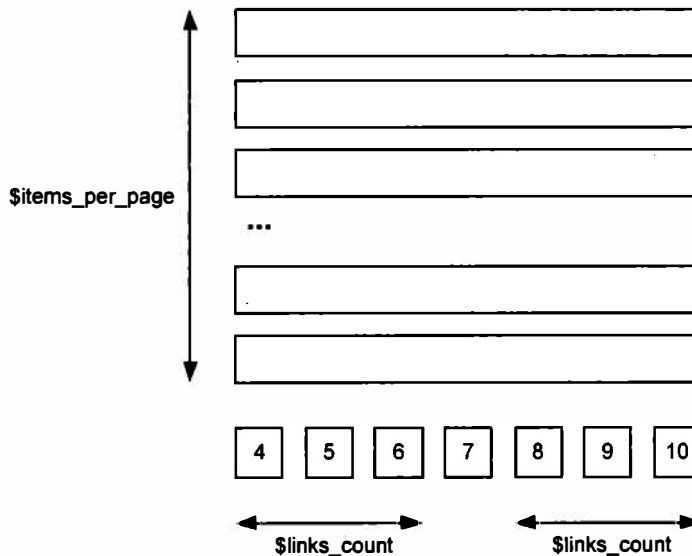 $items_per_page
...
4 5 6 7 8 9 10
$links_count $links_count